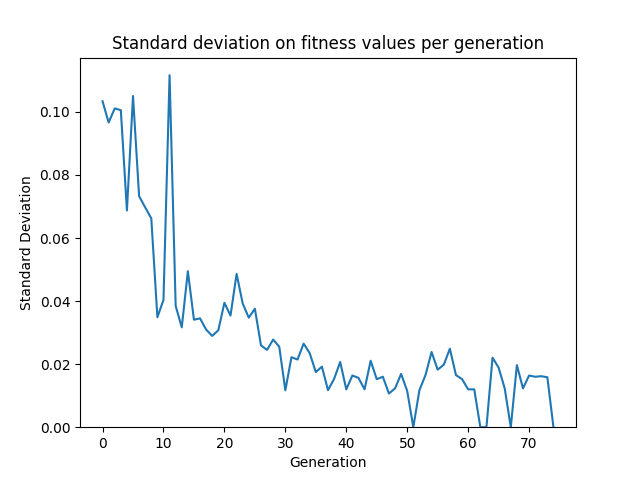 Standard deviation on fitness values per generation
0.10
0.08
0.06
0.04
0.02
0.00
Standard Deviation
0 10 20 30 40 50 60 70
Generation